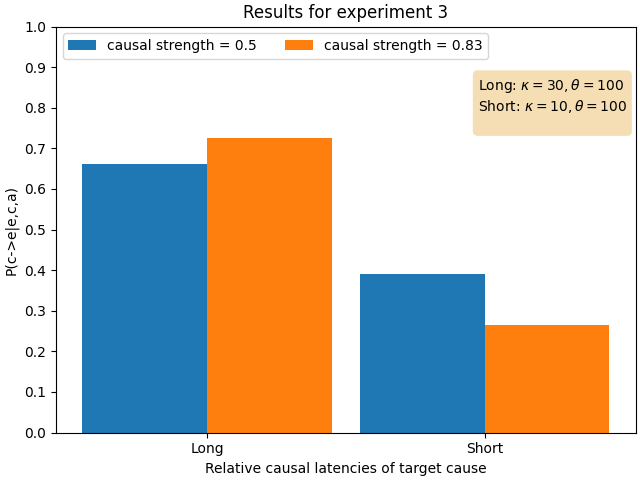 Results for experiment 3
causal strength = 0.5
causal strength = 0.83
Long: κ = 30, θ = 100
Short: κ = 10, θ = 100
P(c->e|e,c,a)
1.0
0.9
0.8
0.7
0.6
0.5
0.4
0.3
0.2
0.1
0.0
Long
Short
Relative causal latencies of target cause